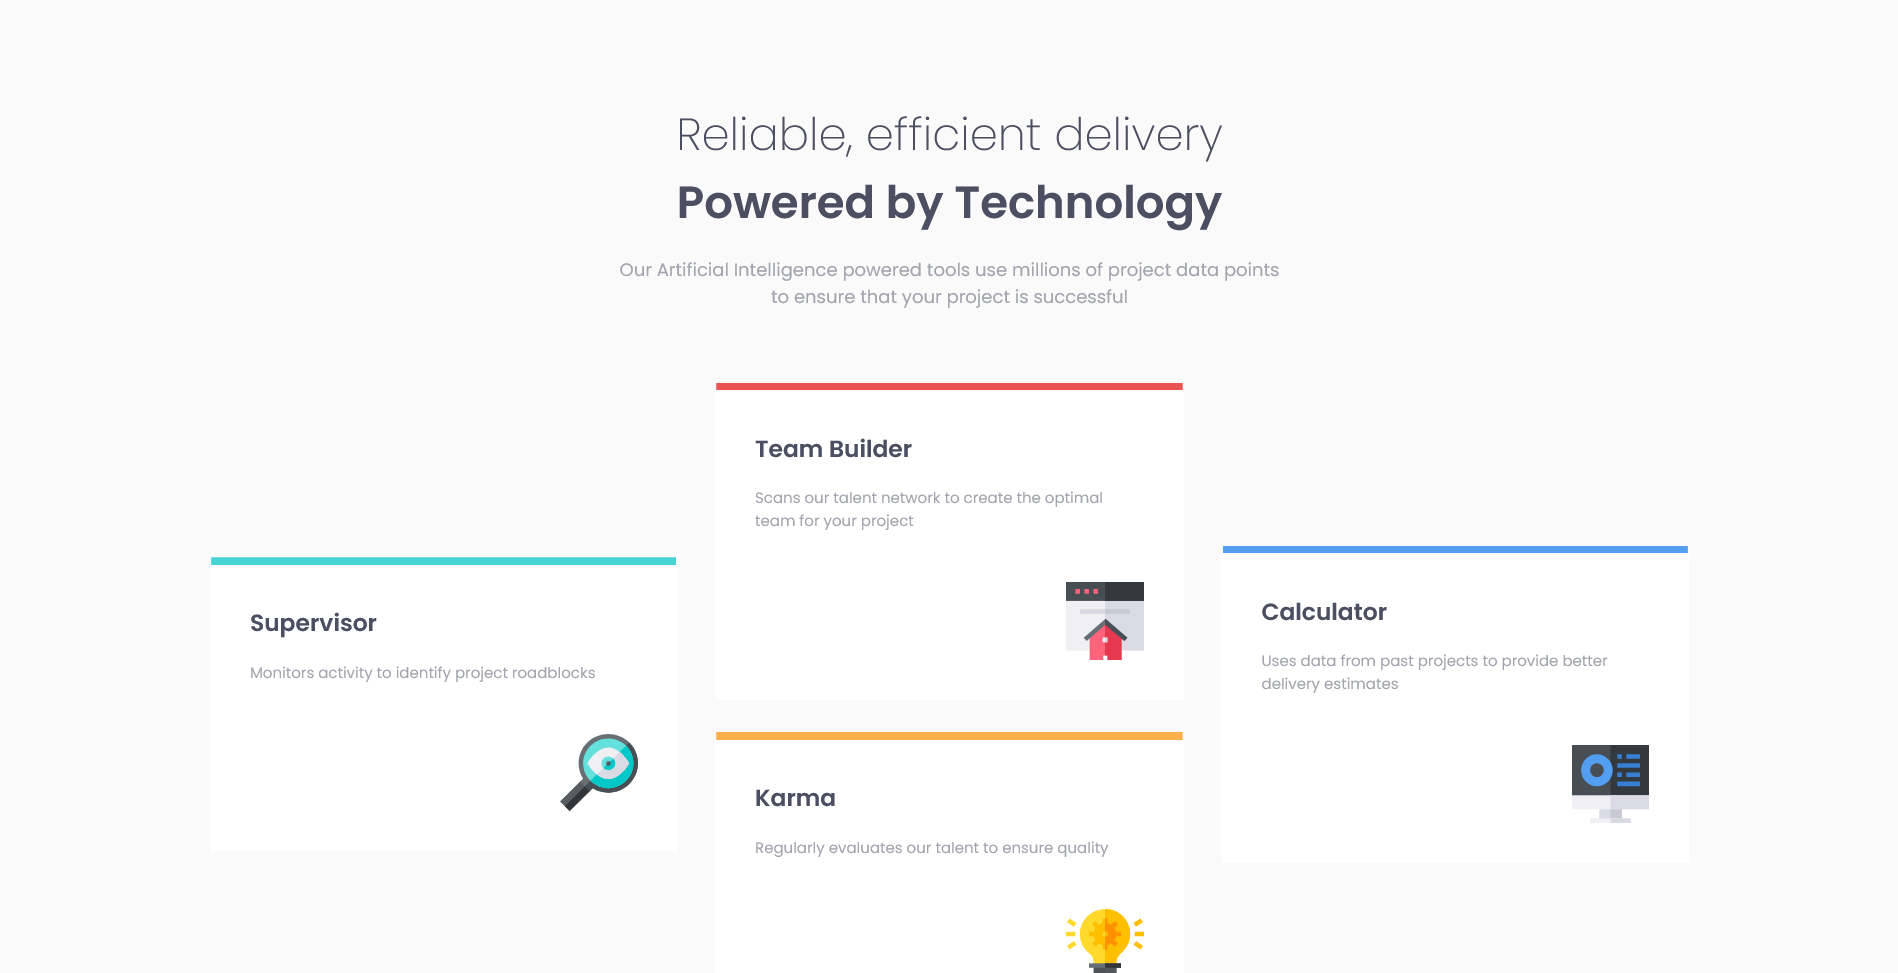 Reliable, efficient delivery
Powered by Technology
Our Artificial Intelligence powered tools use millions of project data points
to ensure that your project is successful
Supervisor
Monitors activity to identify project roadblocks
Team Builder
Scans our talent network to create the optimal
team for your project
Karma
Regularly evaluates our talent to ensure quality
Calculator
Uses data from past projects to provide better
delivery estimates